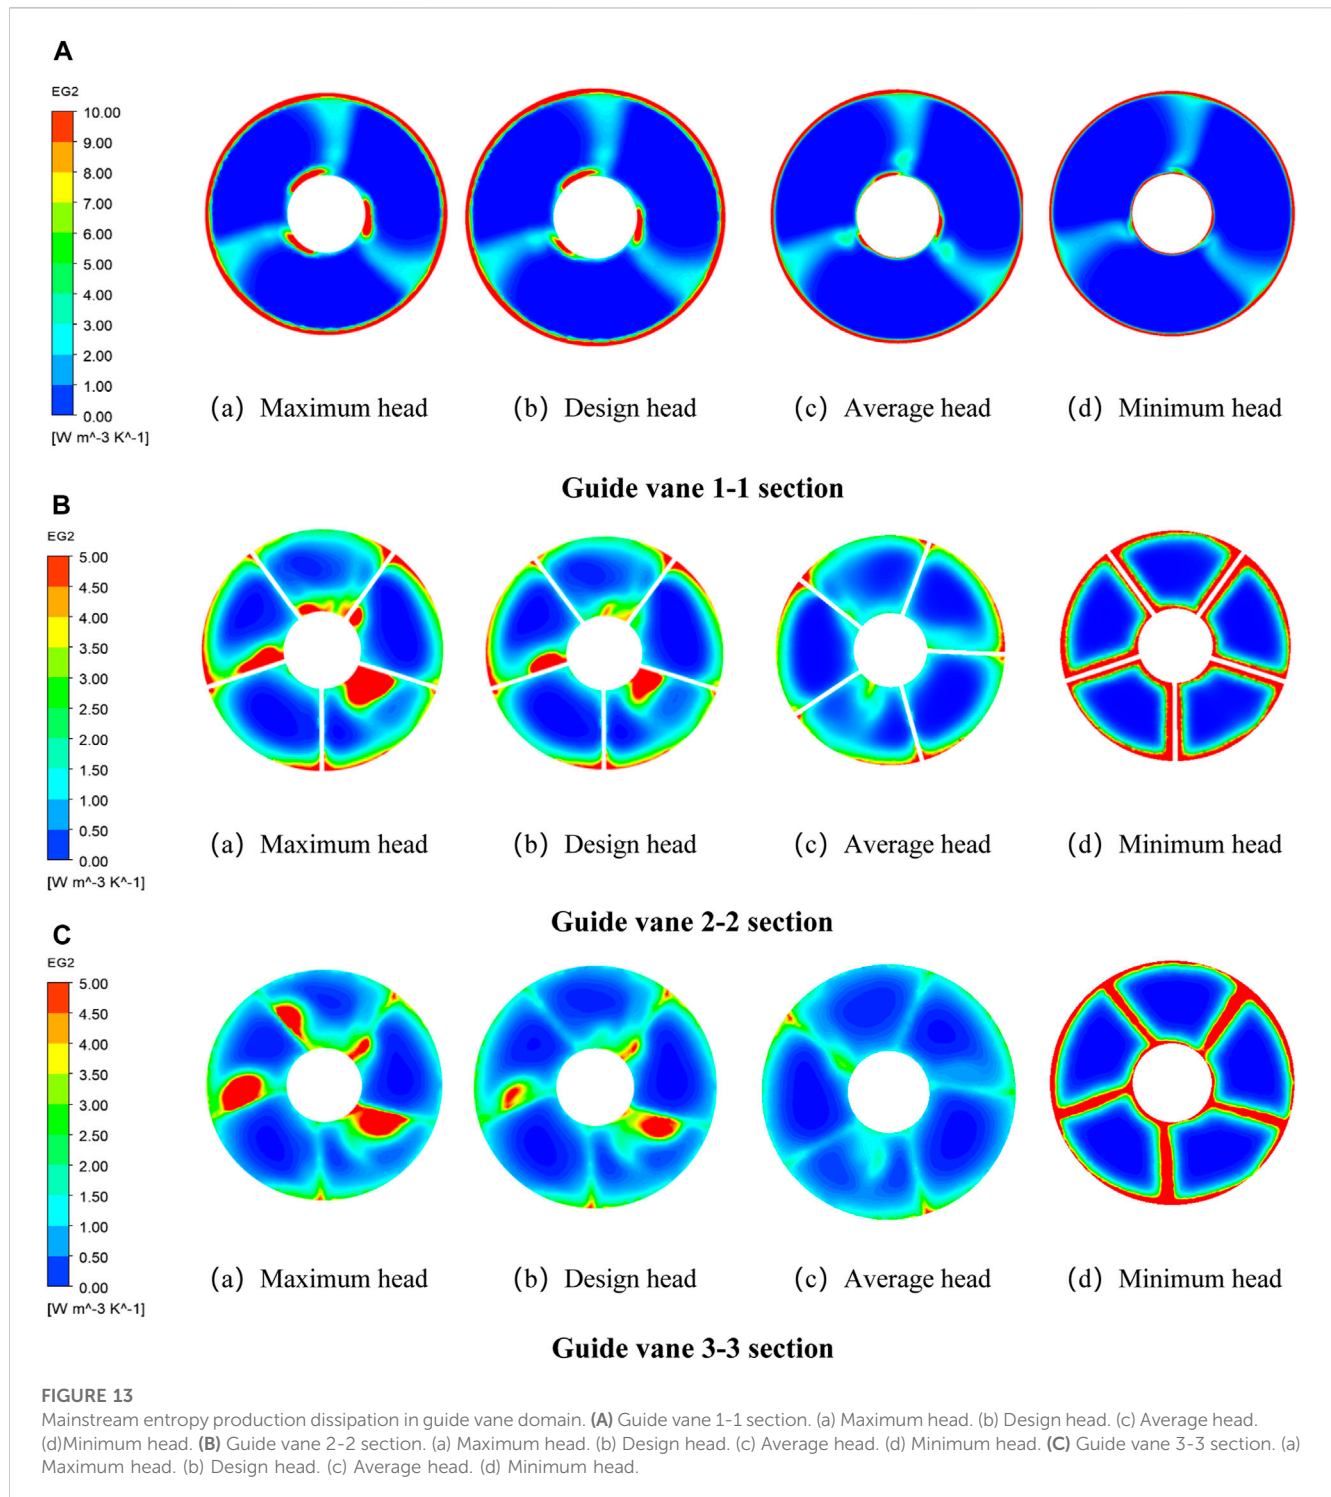 A
EG2
10.00
9.00
8.00
7.00
6.00
5.00
4.00
3.00
2.00
1.00
0.00
[W m^-3 K^-1]
(a) Maximum head
(b) Design head
(c) Average head
(d) Minimum head
Guide vane 1-1 section
B
EG2
5.00
4.50
4.00
3.50
3.00
2.50
2.00
1.50
1.00
0.50
0.00
[W m^-3 K^-1]
(a) Maximum head
(b) Design head
(c) Average head
(d) Minimum head
Guide vane 2-2 section
C
EG2
5.00
4.50
4.00
3.50
3.00
2.50
2.00
1.50
1.00
0.50
0.00
[W m^-3 K^-1]
(a) Maximum head
(b) Design head
(c) Average head
(d) Minimum head
Guide vane 3-3 section
FIGURE 13
Mainstream entropy production dissipation in guide vane domain. (A) Guide vane 1-1 section. (a) Maximum head. (b) Design head. (c) Average head.
(d)Minimum head. (B) Guide vane 2-2 section. (a) Maximum head. (b) Design head. (c) Average head. (d) Minimum head. (C) Guide vane 3-3 section. (a)
Maximum head. (b) Design head. (c) Average head. (d) Minimum head.